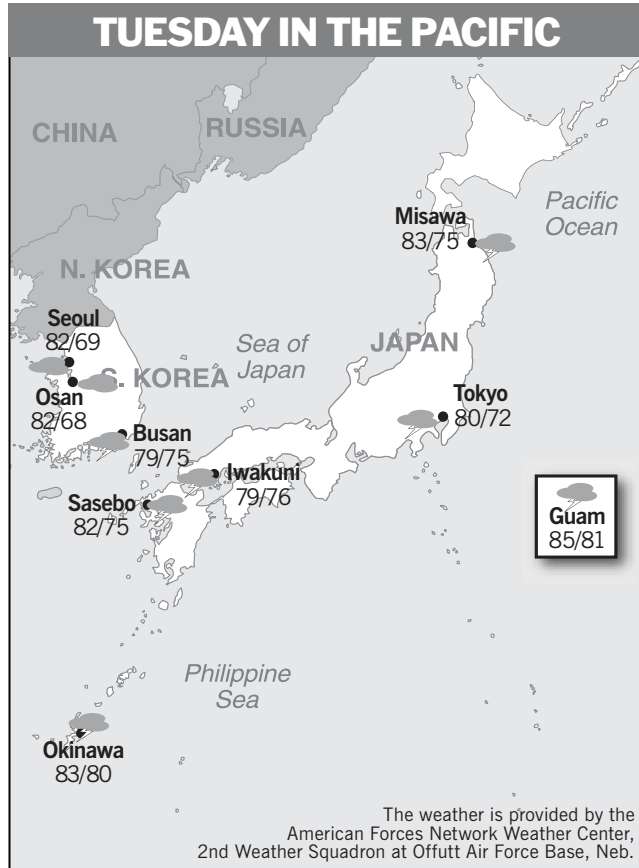 TUESDAY IN THE PACIFIC
CHINA
RUSSIA
Pacific
Ocean
Misawa
83/75
N. KOREA
Seoul
82/69
Sea of
Japan
JAPAN
S. KOREA
Osan
82/68
Tokyo
80/72
Busan
79/75
Iwakuni
79/76
Sasebo
82/75
Guam
85/81
Philippine
Sea
Okinawa
83/80
The weather is provided by the
American Forces Network Weather Center,
2nd Weather Squadron at Offutt Air Force Base, Neb.